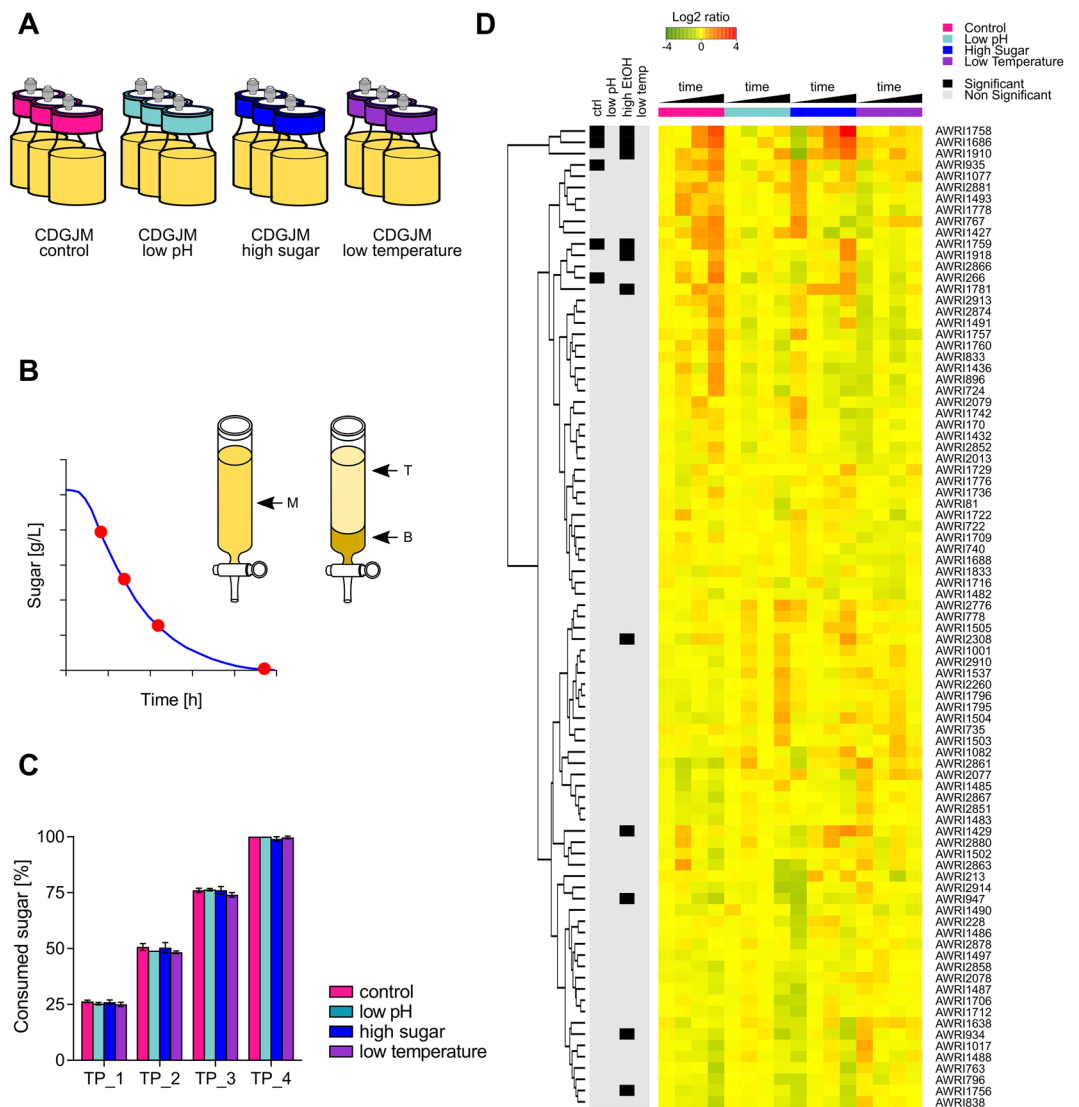 A
CDGJM
control
CDGJM
low pH
CDGJM
high sugar
CDGJM
low temperature
B
Sugar [g/L]
Time [h]
M
T
B
C
Consumed sugar [%]
100
75
50
25
0
TP_1
TP_2
TP_3
TP_4
control
low pH
high sugar
low temperature
D
Log2 ratio
-4
0
4
Control
Low pH
High Sugar
Low Temperature
Significant
Non Significant
ctrl
low pH
high EtOH
low temp
time
time
time
time
AWRI1758
AWRI1686
AWRI1910
AWRI935
AWRI1077
AWRI2881
AWRI1493
AWRI1778
AWRI767
AWRI1427
AWRI1759
AWRI1918
AWRI2866
AWRI266
AWRI1781
AWRI2913
AWRI2874
AWRI1491
AWRI1757
AWRI1760
AWRI833
AWRI1436
AWRI896
AWRI724
AWRI2079
AWRI1742
AWRI170
AWRI1432
AWRI2852
AWRI2013
AWRI1729
AWRI1776
AWRI1736
AWRI81
AWRI1722
AWRI722
AWRI1709
AWRI740
AWRI1688
AWRI1833
AWRI1716
AWRI1482
AWRI2776
AWRI778
AWRI1505
AWRI2308
AWRI1001
AWRI2910
AWRI1537
AWRI2260
AWRI1796
AWRI1795
AWRI1504
AWRI735
AWRI1503
AWRI1082
AWRI2861
AWRI2077
AWRI1485
AWRI2867
AWRI2851
AWRI1483
AWRI1429
AWRI2880
AWRI1502
AWRI2863
AWRI213
AWRI2914
AWRI947
AWRI1490
AWRI228
AWRI1486
AWRI2878
AWRI1497
AWRI2858
AWRI2078
AWRI1487
AWRI1706
AWRI1712
AWRI1638
AWRI934
AWRI1017
AWRI1488
AWRI763
AWRI796
AWRI1756
AWRI838